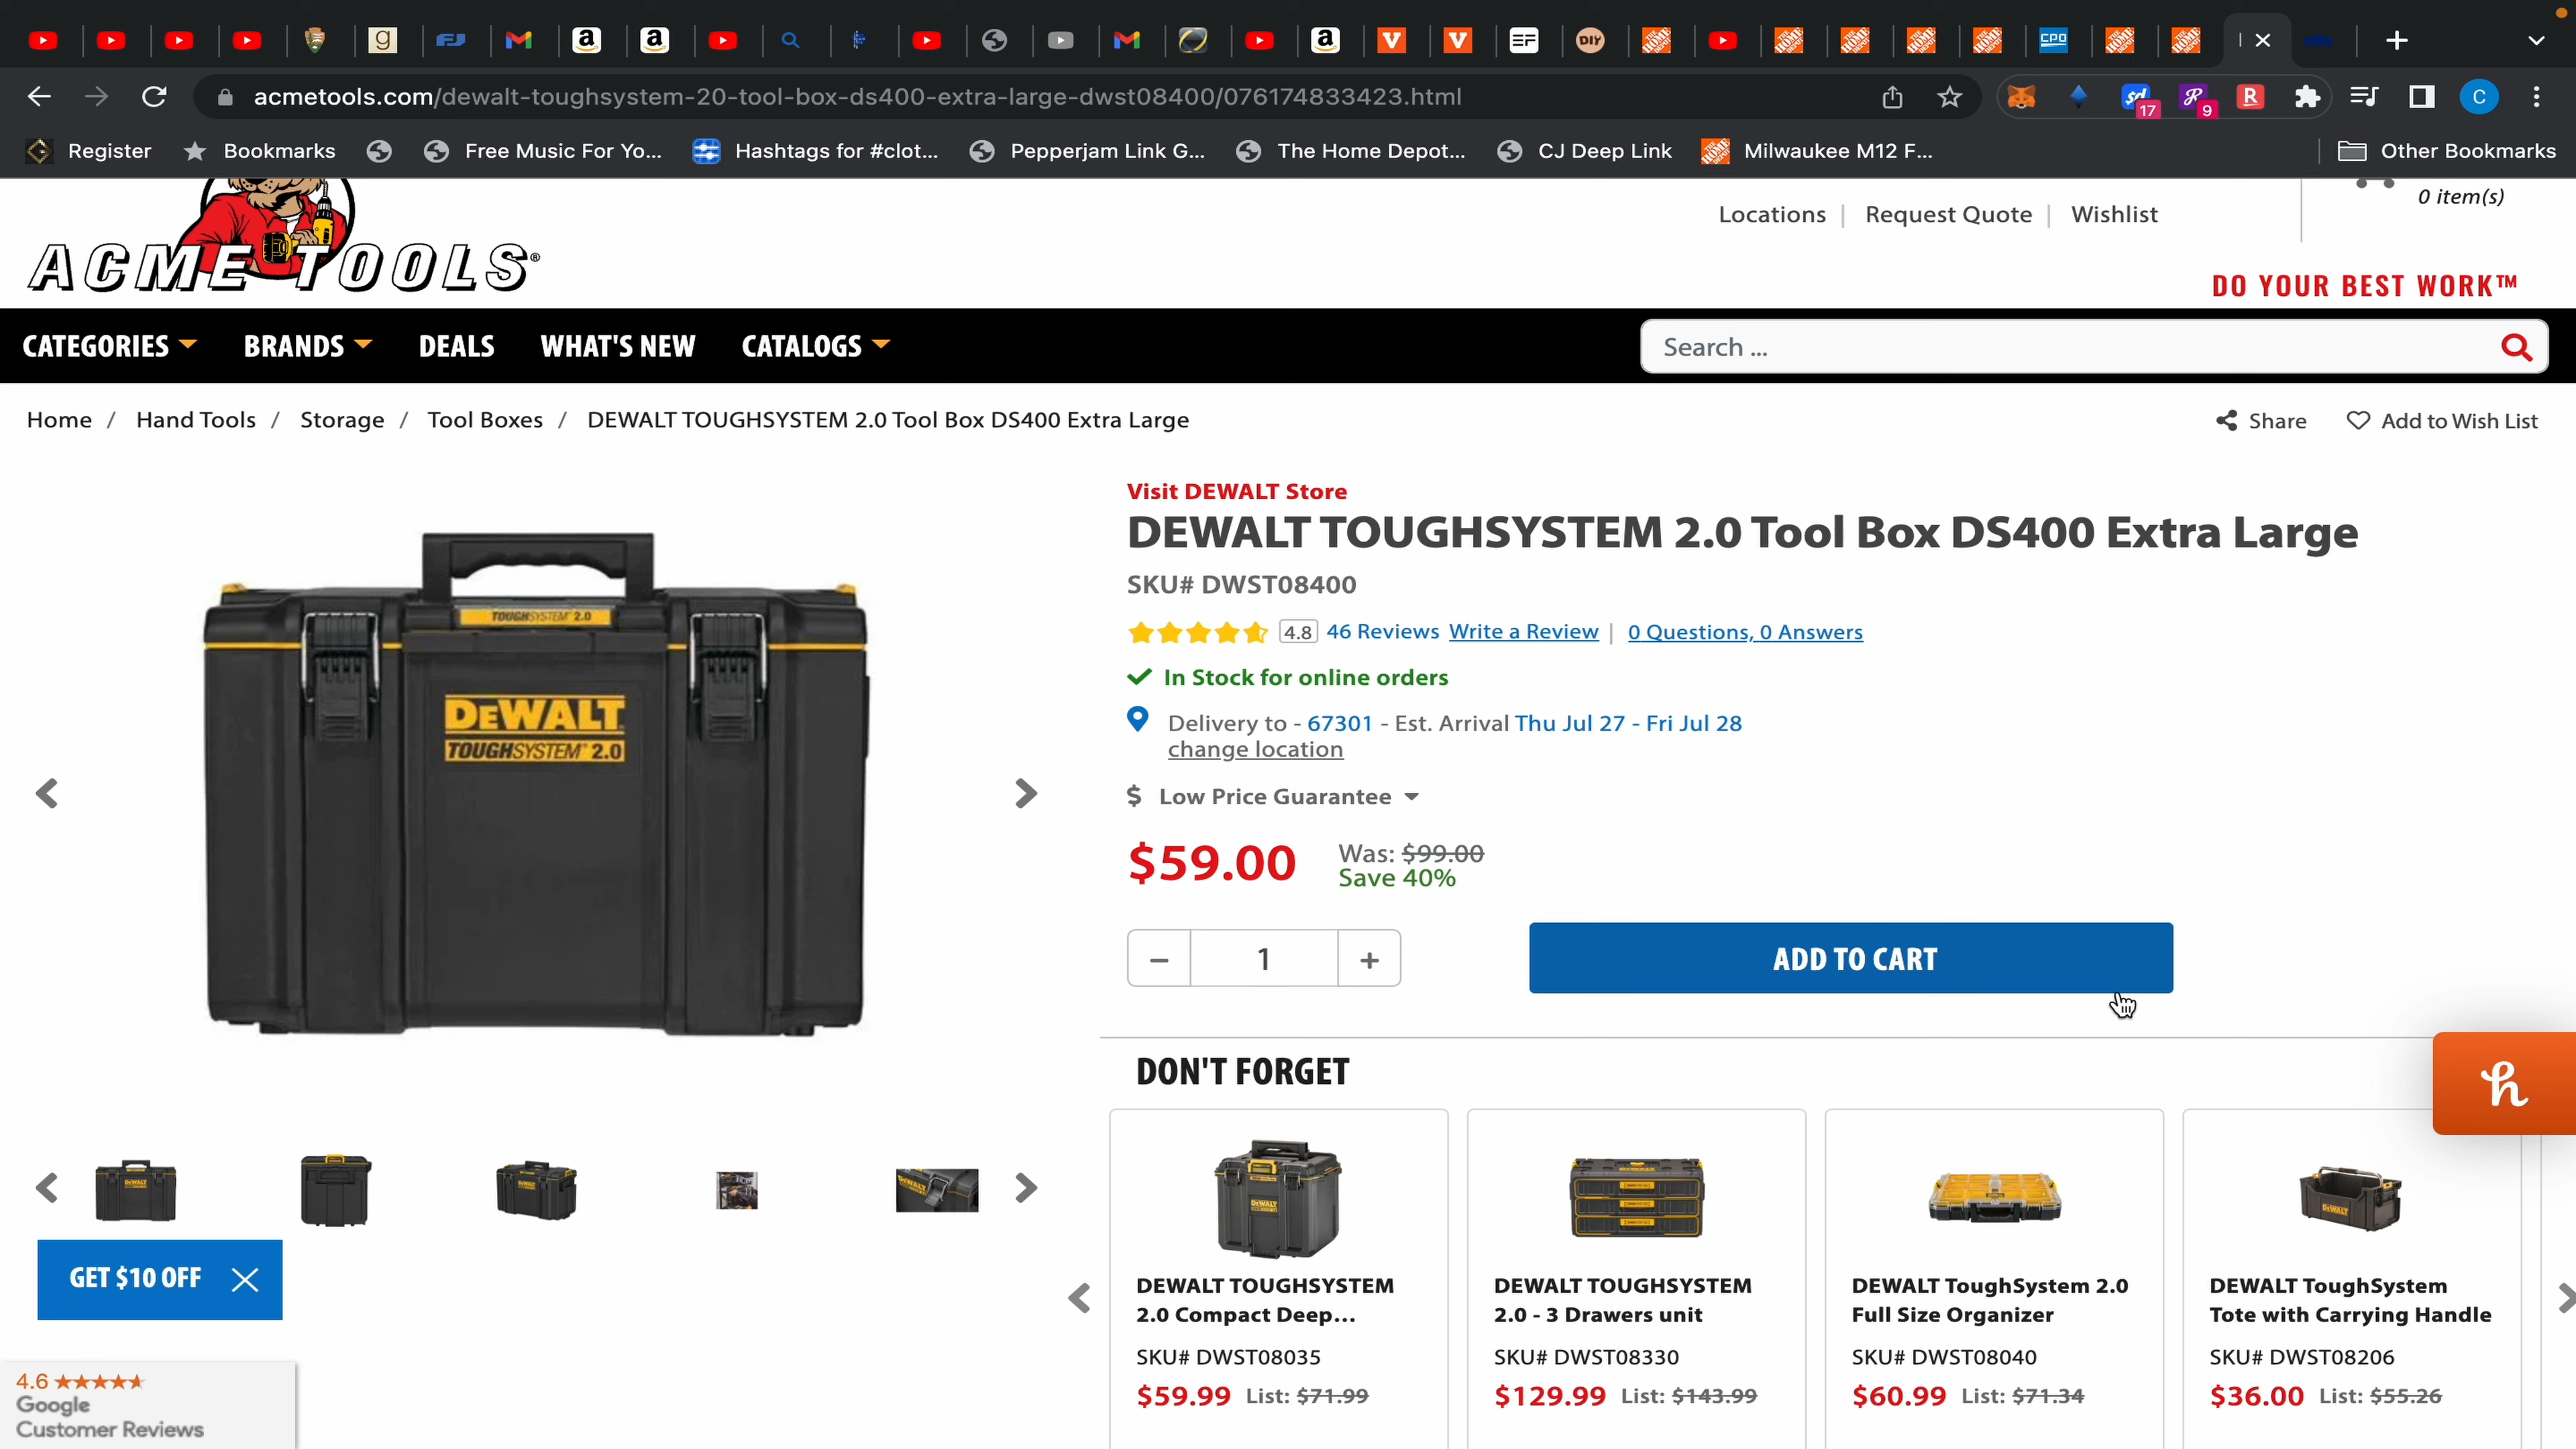 acmetools.com/dewalt-toughsystem-20-tool-box-ds400-extra-large-dwst08400/076174833423.html
17
9
C
Register
Bookmarks
Free Music For Yo...
Hashtags for #clot...
Pepperjam Link G...
The Home Depot...
CJ Deep Link
Milwaukee M12 F...
Other Bookmarks
ACME TOOLS®
Locations | Request Quote | Wishlist
0 item(s)
DO YOUR BEST WORK™
CATEGORIES BRANDS DEALS WHAT'S NEW CATALOGS
Search ...
Home / Hand Tools / Storage / Tool Boxes / DEWALT TOUGHSYSTEM 2.0 Tool Box DS400 Extra Large
Share
Add to Wish List
TOUGHSYSTEM 2.0
DEWALT
TOUGHSYSTEM 2.0
Visit DEWALT Store
DEWALT TOUGHSYSTEM 2.0 Tool Box DS400 Extra Large
SKU# DWST08400
4.8 46 Reviews Write a Review | 0 Questions, 0 Answers
In Stock for online orders
Delivery to - 67301 - Est. Arrival Thu Jul 27 - Fri Jul 28
change location
$ Low Price Guarantee
$59.00
Was: $99.00
Save 40%
− 1 +
ADD TO CART
DON'T FORGET
DEWALT TOUGHSYSTEM
2.0 Compact Deep...
SKU# DWST08035
$59.99 List: $71.99
DEWALT TOUGHSYSTEM
2.0 - 3 Drawers unit
SKU# DWST08330
$129.99 List: $143.99
DEWALT ToughSystem 2.0
Full Size Organizer
SKU# DWST08040
$60.99 List: $71.34
DEWALT ToughSystem
Tote with Carrying Handle
SKU# DWST08206
$36.00 List: $55.26
GET $10 OFF
4.6
Google
Customer Reviews